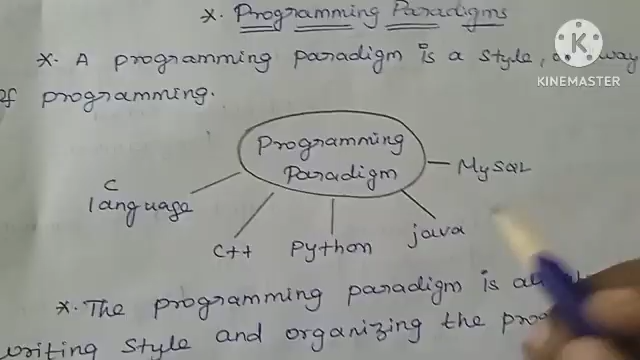 *. Programming Paradigms
*. A programming paradigm is a style, way
of programming.
K
KINEMASTER
Programming
Paradigm
MySQL
C
language
C++
Python
java
*. The programming paradigm is
writing style and organizing the